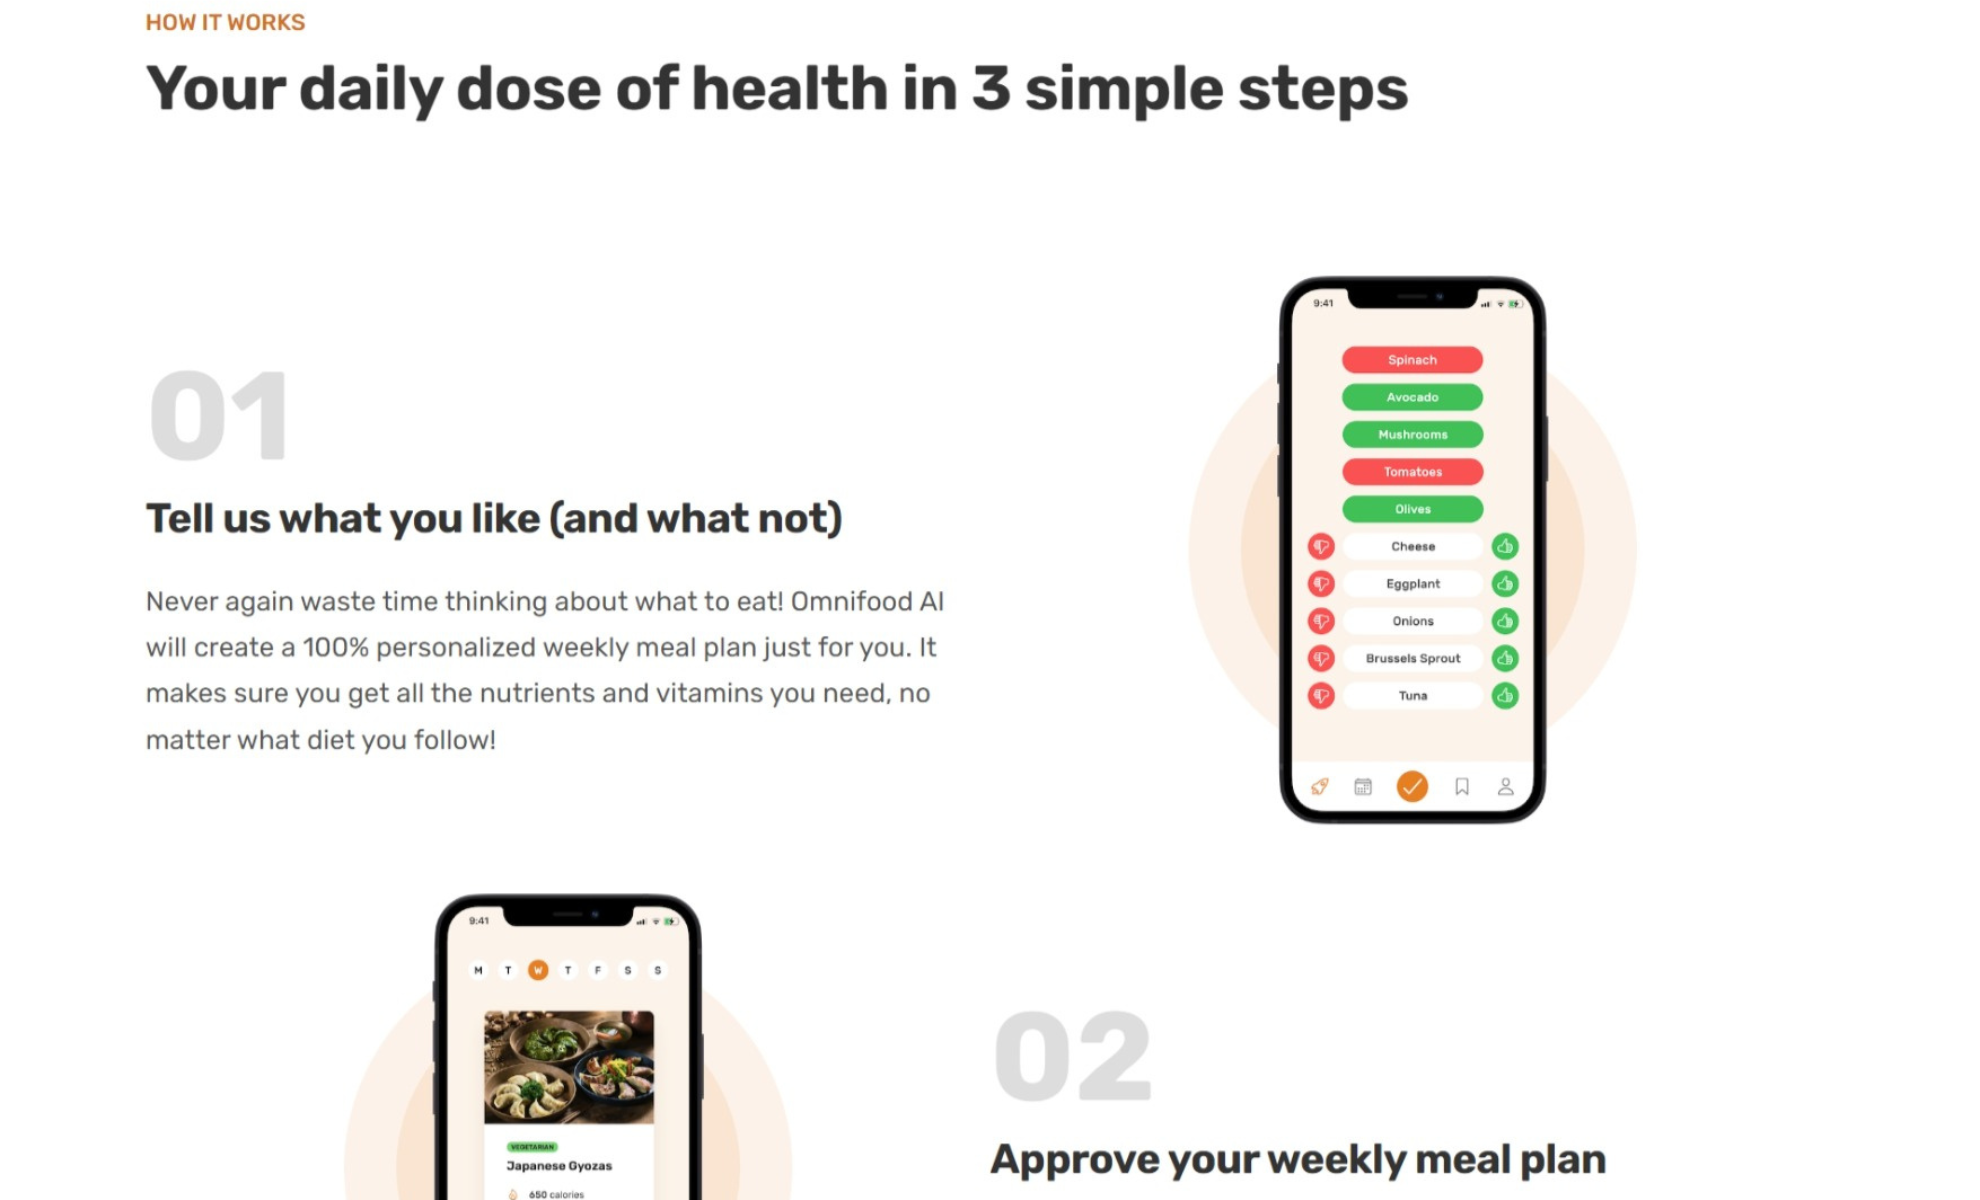 HOW IT WORKS
Your daily dose of health in 3 simple steps
01
Tell us what you like (and what not)
Never again waste time thinking about what to eat! Omnifood AI
will create a 100% personalized weekly meal plan just for you. It
makes sure you get all the nutrients and vitamins you need, no
matter what diet you follow!
9:41
Spinach
Avocado
Mushrooms
Tomatoes
Olives
Cheese
Eggplant
Onions
Brussels Sprout
Tuna
9:41
M T W T F S S
VEGETARIAN
Japanese Gyozas
650 calories
02
Approve your weekly meal plan